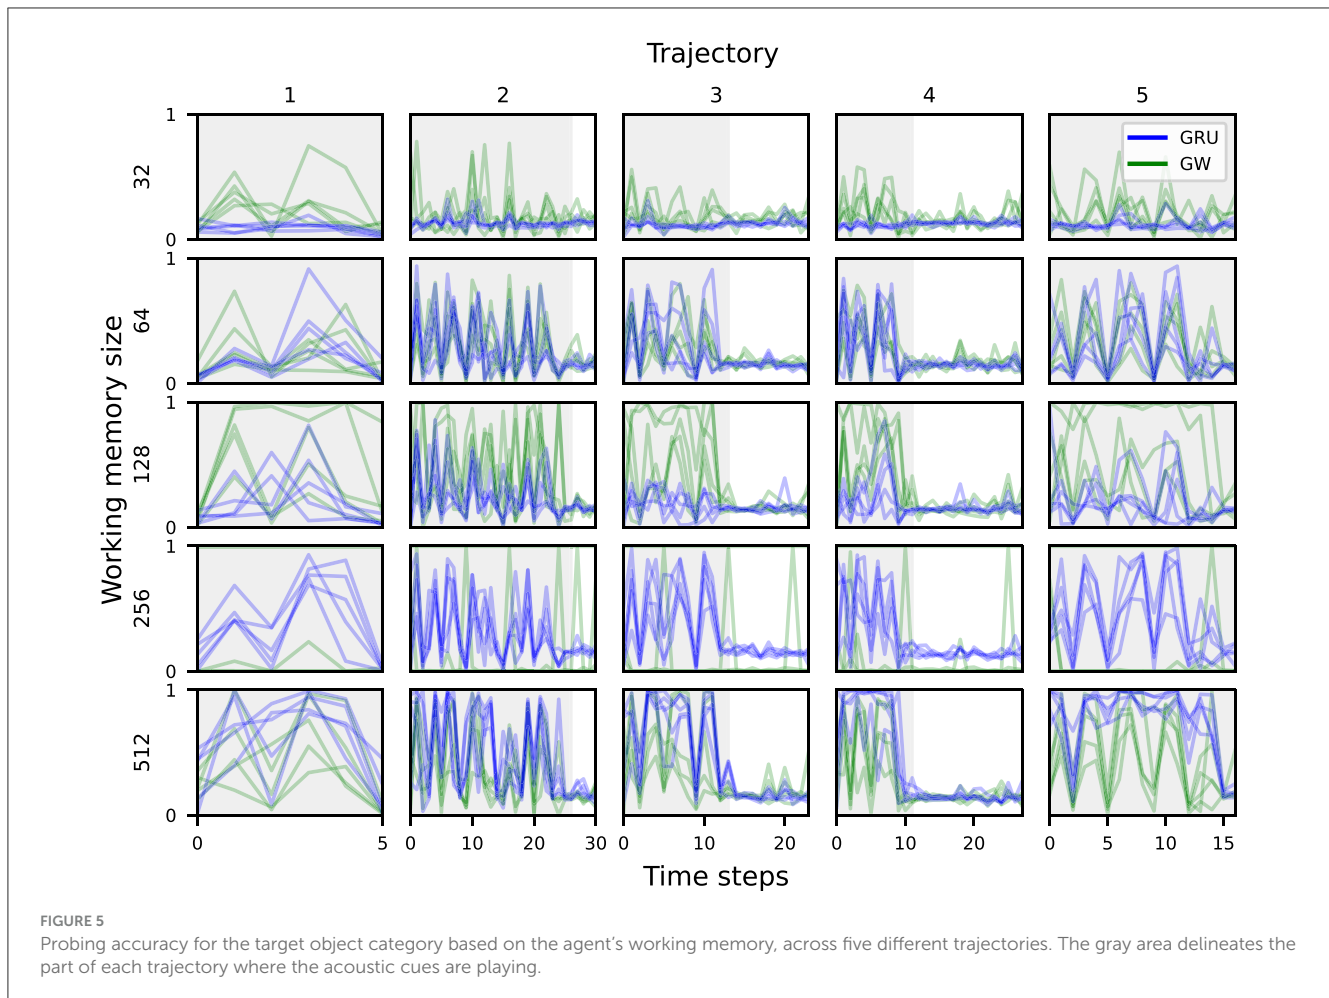 Trajectory
1 2 3 4 5
GRU
GW
Working memory size
1
32
0
1
64
0
1
128
0
1
256
0
1
512
0
0 5 0 10 20 30 0 10 20 0 10 20 0 5 10 15
Time steps
FIGURE 5
Probing accuracy for the target object category based on the agent's working memory, across five different trajectories. The gray area delineates the
part of each trajectory where the acoustic cues are playing.